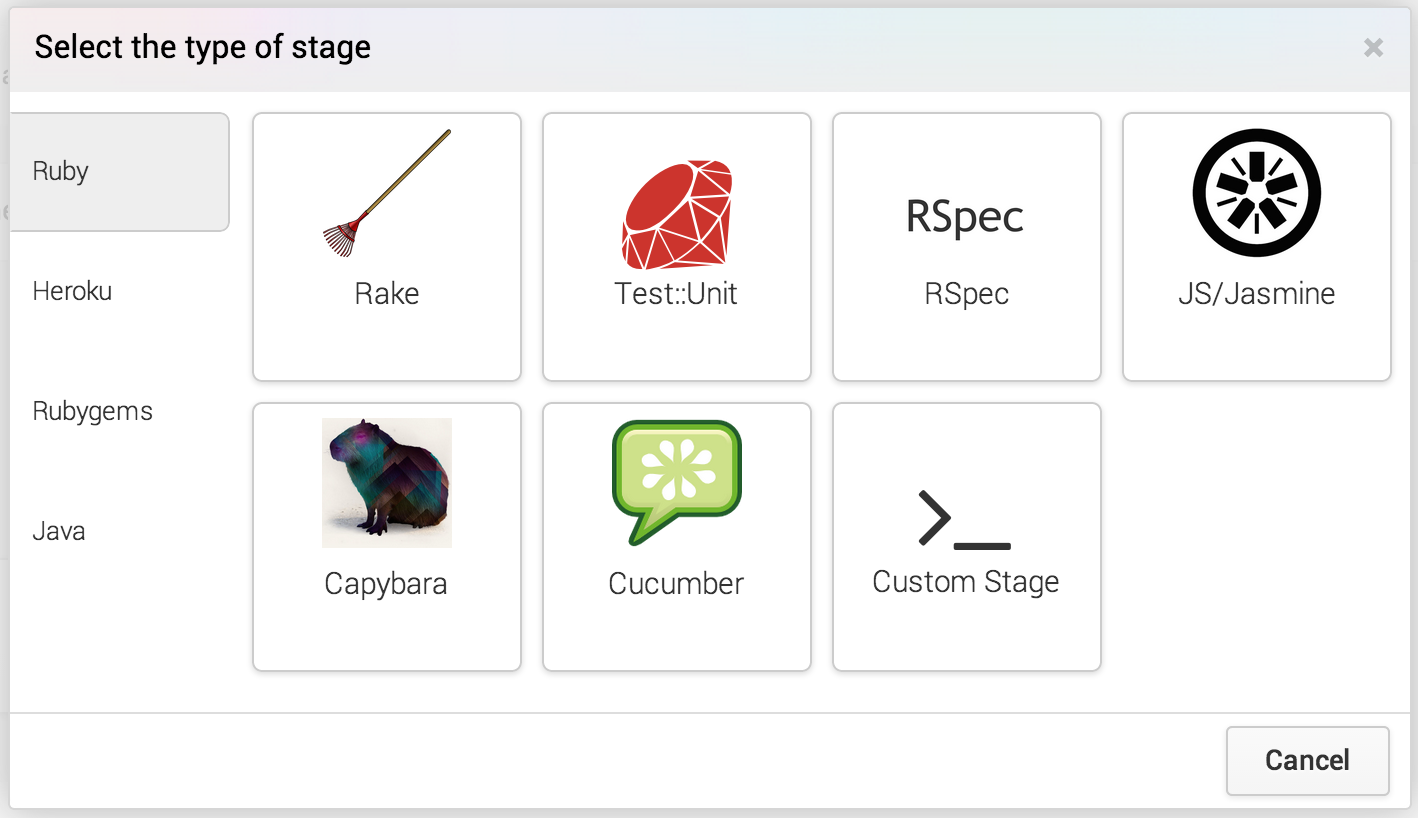 Select the type of stage
Ruby
Heroku
Rubygems
Java
Rake
Test::Unit
RSpec
RSpec
JS/Jasmine
Capybara
Cucumber
>_
Custom Stage
Cancel